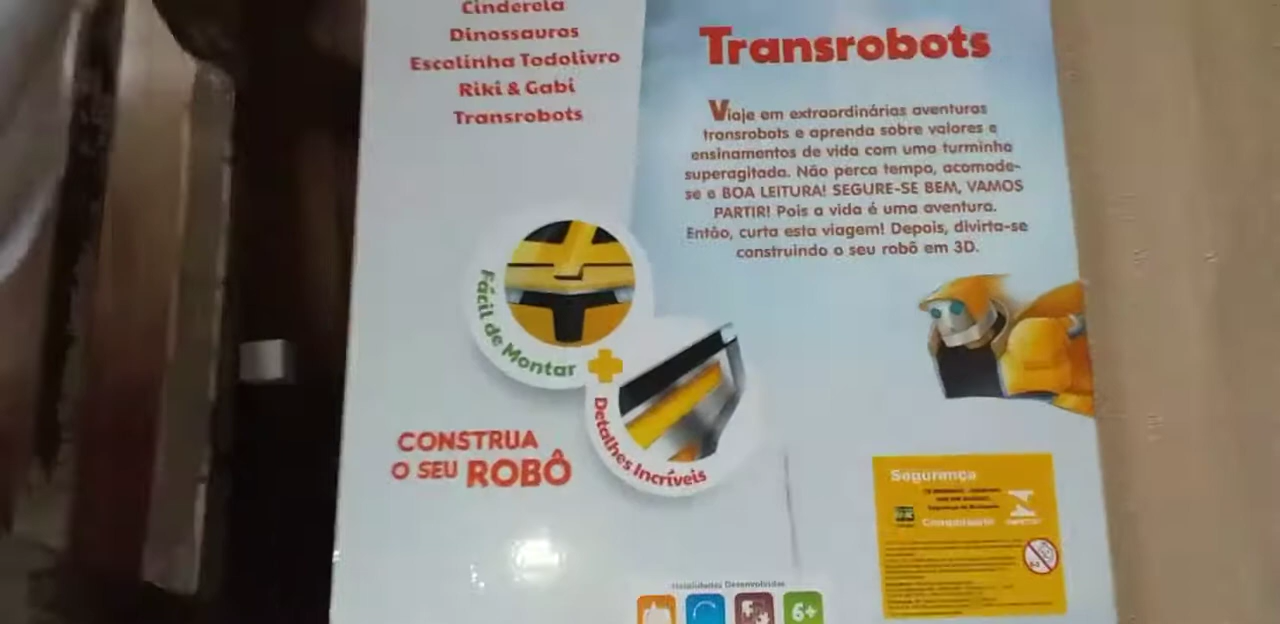 Cinderela
Dinossauros
Escolinha Todolivro
Riki & Gabi
Transrobots
Transrobots
Viaje em extraordinárias aventuras
transrobots e aprenda sobre valores e
ensinamentos de vida com uma turminha
superagitada. Não perca tempo, acomode-
se e BOA LEITURA! SEGURE-SE BEM, VAMOS
PARTIR! Pois a vida é uma aventura.
Então, curta esta viagem! Depois, divirta-se
construindo o seu robô em 3D.
Fácil de Montar
+
Detalhes Incríveis
CONSTRUA
O SEU ROBÔ
Segurança
Compulsório
Habilidades Desenvolvidas
6+